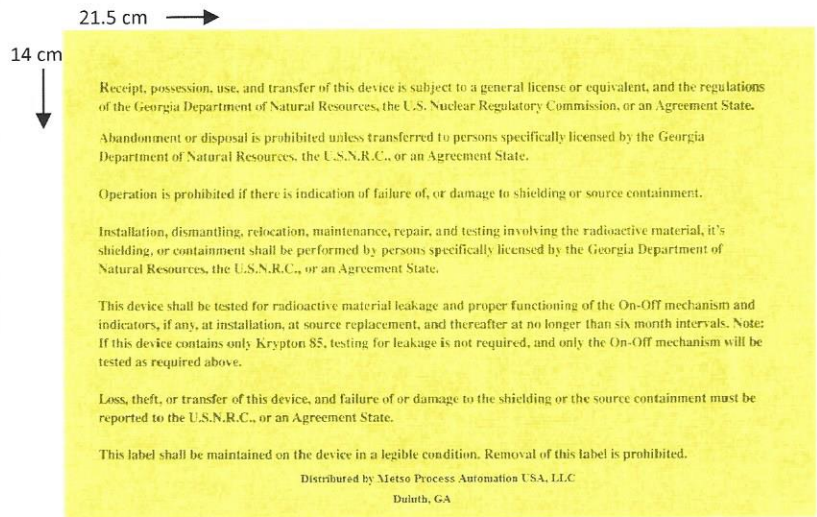 21.5 cm
14 cm
Receipt, possession, use, and transfer of this device is subject to a general license or equivalent, and the regulations
of the Georgia Department of Natural Resources, the U.S. Nuclear Regulatory Commission, or an Agreement State.
Abandonment or disposal is prohibited unless transferred to persons specifically licensed by the Georgia
Department of Natural Resources, the U.S.N.R.C., or an Agreement State.
Operation is prohibited if there is indication of failure of, or damage to shielding or source containment.
Installation, dismantling, relocation, maintenance, repair, and testing involving the radioactive material, it's
shielding, or containment shall be performed by persons specifically licensed by the Georgia Department of
Natural Resources, the U.S.N.R.C., or an Agreement State.
This device shall be tested for radioactive material leakage and proper functioning of the On-Off mechanism and
indicators, if any, at installation, at source replacement, and thereafter at no longer than six month intervals. Note:
If this device contains only Krypton 85, testing for leakage is not required, and only the On-Off mechanism will be
tested as required above.
Loss, theft, or transfer of this device, and failure of or damage to the shielding or the source containment must be
reported to the U.S.N.R.C., or an Agreement State.
This label shall be maintained on the device in a legible condition. Removal of this label is prohibited.
Distributed by Metso Process Automation USA, LLC
Duluth, GA